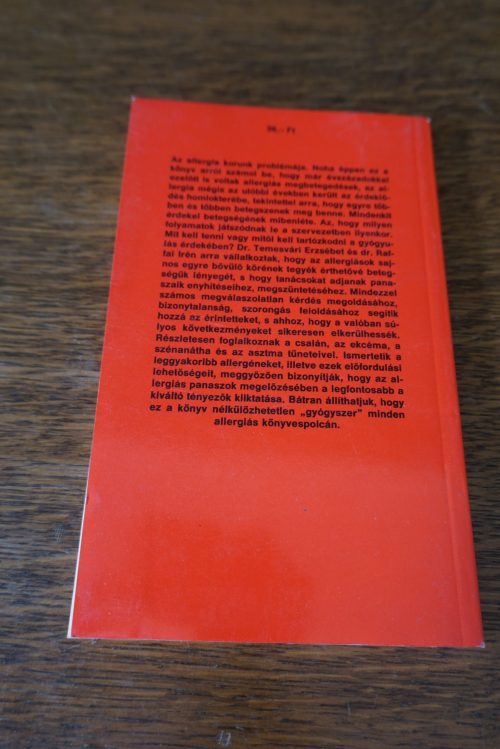 36,– Ft
Az allergia korunk problémája. Noha éppen ez a
könyv arról számol be, hogy már évszázadokkal
ezelőtt is voltak allergiás megbetegedések, az al-
lergia mégis az utóbbi években került az érdeklő-
dés homlokterébe, tekintettel arra, hogy egyre töb-
ben és többen betegszenek meg benne. Mindenkit
érdekel betegségének mibenléte. Az, hogy milyen
folyamatok játszódnak le a szervezetben ilyenkor.
Mit kell tenni vagy mitől kell tartózkodni a gyógyu-
lás érdekében? Dr. Temesvári Erzsébet és dr. Ral-
fai Irén arra vállalkoztak, hogy az allergiások saj-
nos egyre bővülő körének tegyék érthetővé beteg-
ségük lényegét, s hogy tanácsokat adjanak pana-
szaik enyhítéseihez, megszüntetéséhez. Mindezzel
számos megválaszolatlan kérdés megoldásához,
bizonytalanság, szorongás feloldásához segítik
hozzá az érintetteket, s ahhoz, hogy a valóban sú-
lyos következményeket sikeresen elkerülhessék.
Részletesen foglalkoznak a csalán, az ekcéma, a
szénanátha és az asztma tüneteivel. Ismertetik a
leggyakoribb allergéneket, illetve ezek előfordulási
lehetőségeit, meggyőzően bizonyítják, hogy az al-
lergiás panaszok megelőzésében a legfontosabb a
kiváltó tényezők kiiktatása. Bátran állíthatjuk, hogy
ez a könyv nélkülözhetetlen „gyógyszer" minden
allergiás könyvespolcán.